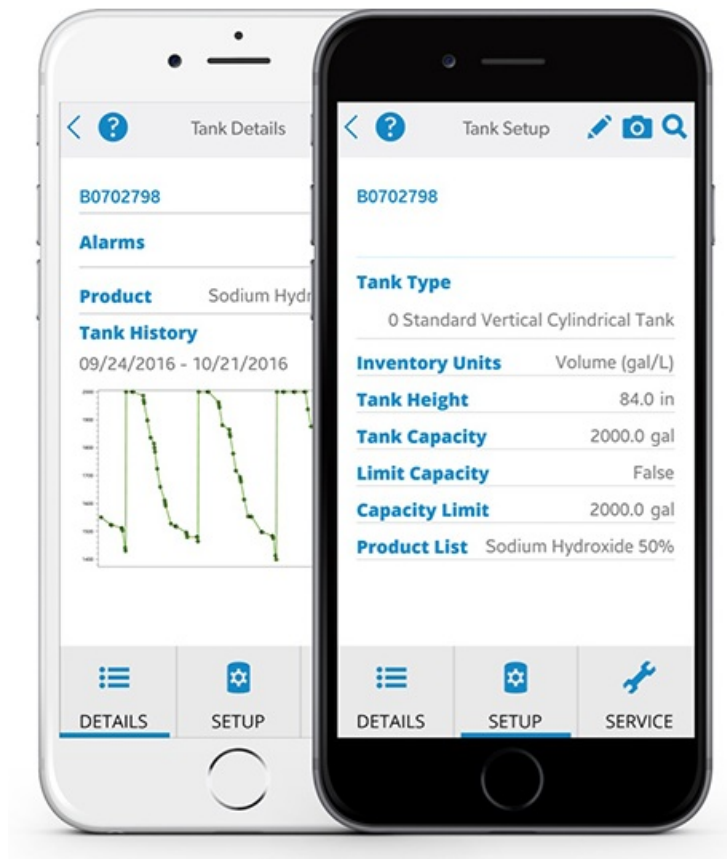 Tank Details
B0702798
Alarms
Product Sodium Hydr
Tank History
09/24/2016 - 10/21/2016
DETAILS
SETUP
Tank Setup
B0702798
Tank Type
0 Standard Vertical Cylindrical Tank
Inventory Units Volume (gal/L)
Tank Height 84.0 in
Tank Capacity 2000.0 gal
Limit Capacity False
Capacity Limit 2000.0 gal
Product List Sodium Hydroxide 50%
DETAILS
SETUP
SERVICE